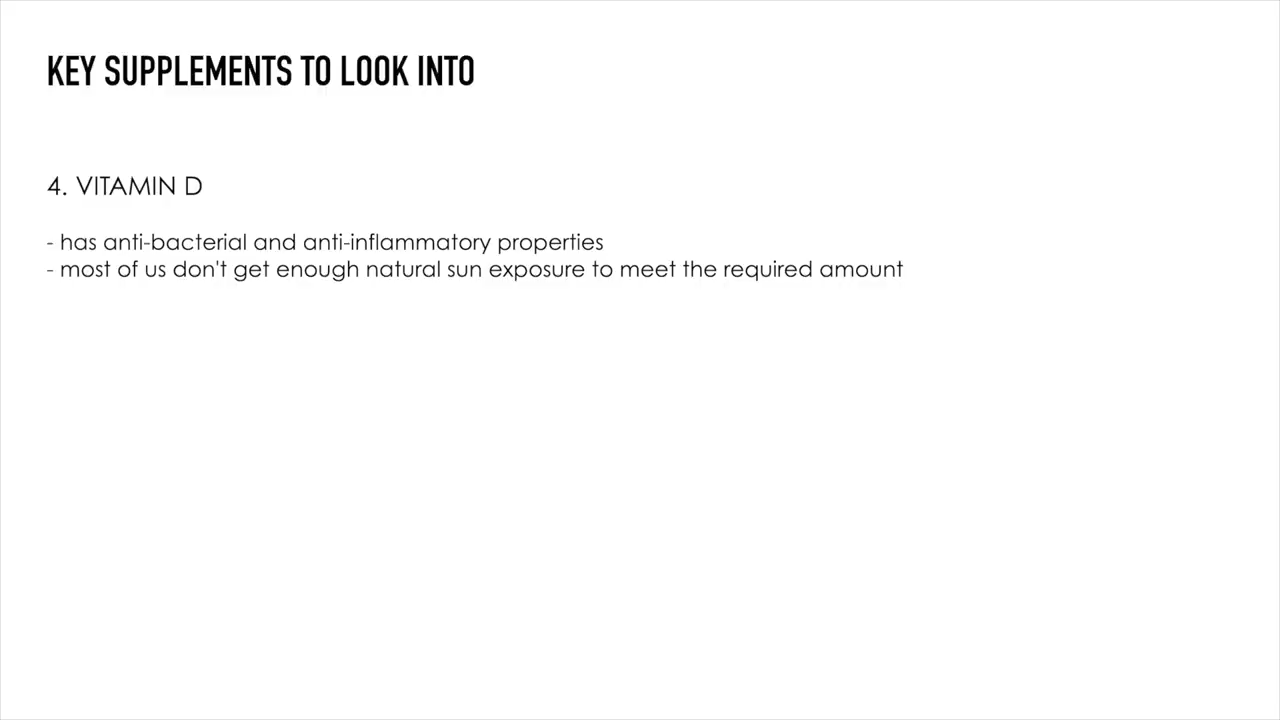 KEY SUPPLEMENTS TO LOOK INTO
4. VITAMIN D
- has anti-bacterial and anti-inflammatory properties
- most of us don't get enough natural sun exposure to meet the required amount